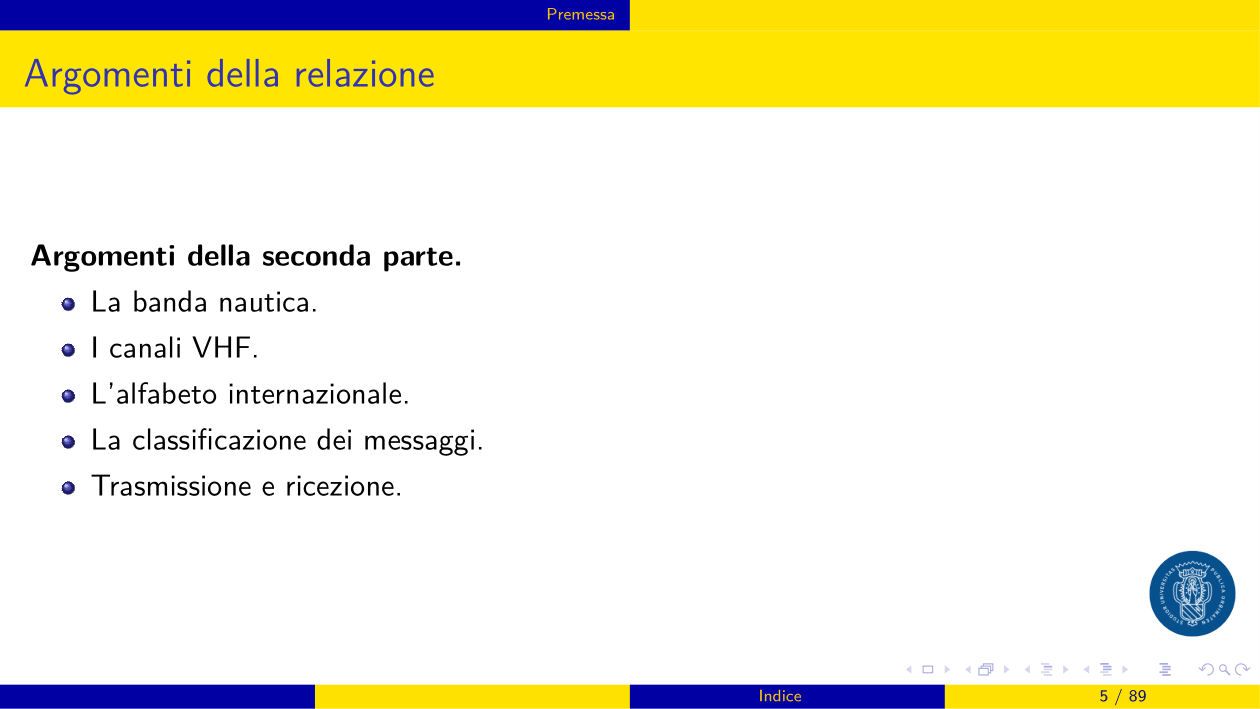 Premessa
Argomenti della relazione
Argomenti della seconda parte.
La banda nautica.
I canali VHF.
L'alfabeto internazionale.
La classificazione dei messaggi.
Trasmissione e ricezione.
Indice
5 / 89